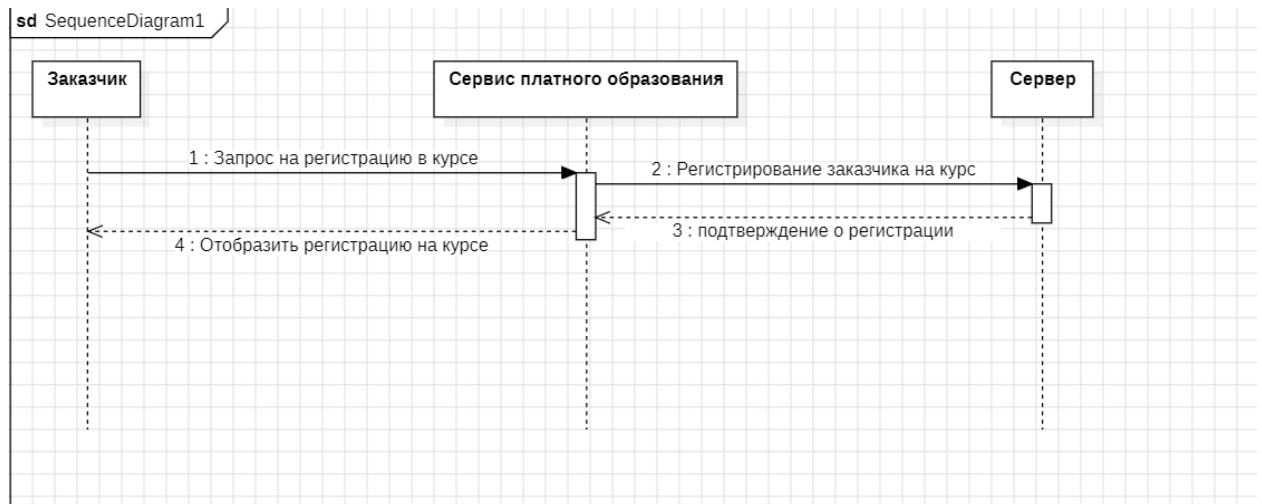 sd SequenceDiagram1
Заказчик
Сервис платного образования
Сервер
1 : Запрос на регистрацию в курсе
2 : Регистрирование заказчика на курс
3 : подтверждение о регистрации
4 : Отобразить регистрацию на курсе